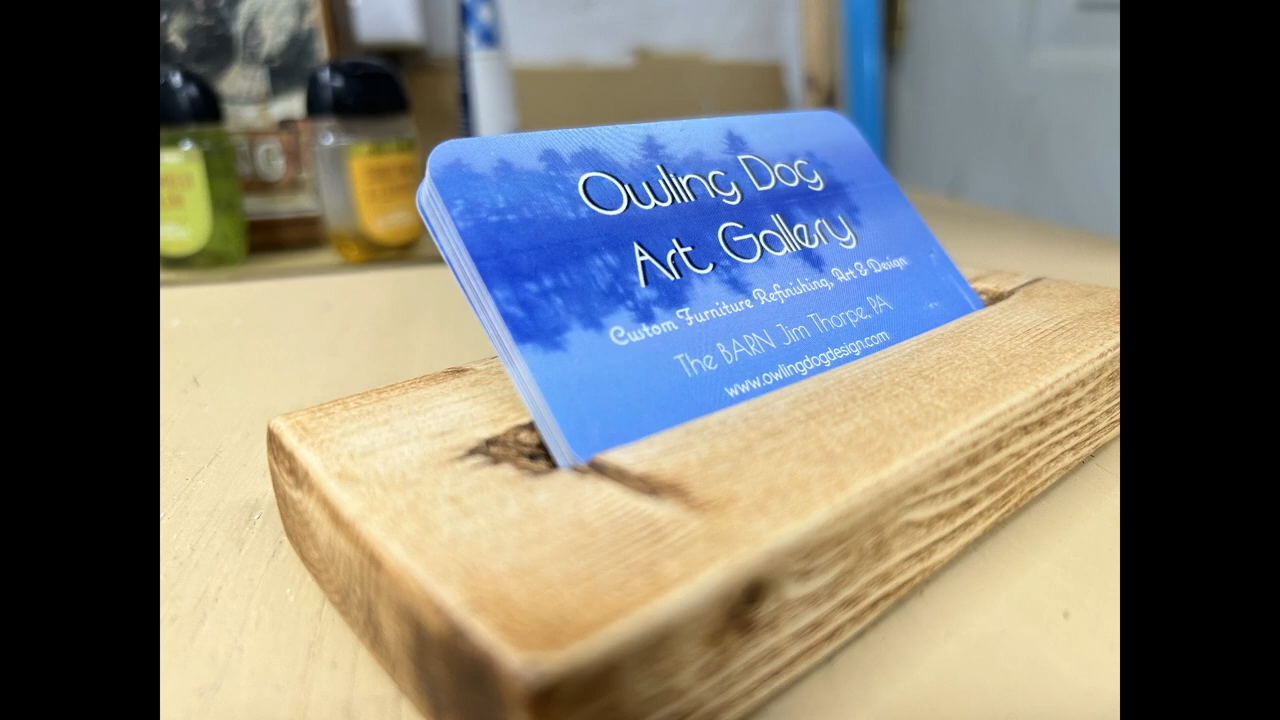 Owling Dog
Art Gallery
Custom Furniture Refinishing, Art & Design
The BARN Jim Thorpe, PA
www.owlingdogdesign.com